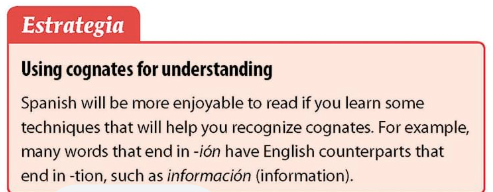 Estrategia
Using cognates for understanding
Spanish will be more enjoyable to read if you learn some
techniques that will help you recognize cognates. For example,
many words that end in -ión have English counterparts that
end in -tion, such as información (information).